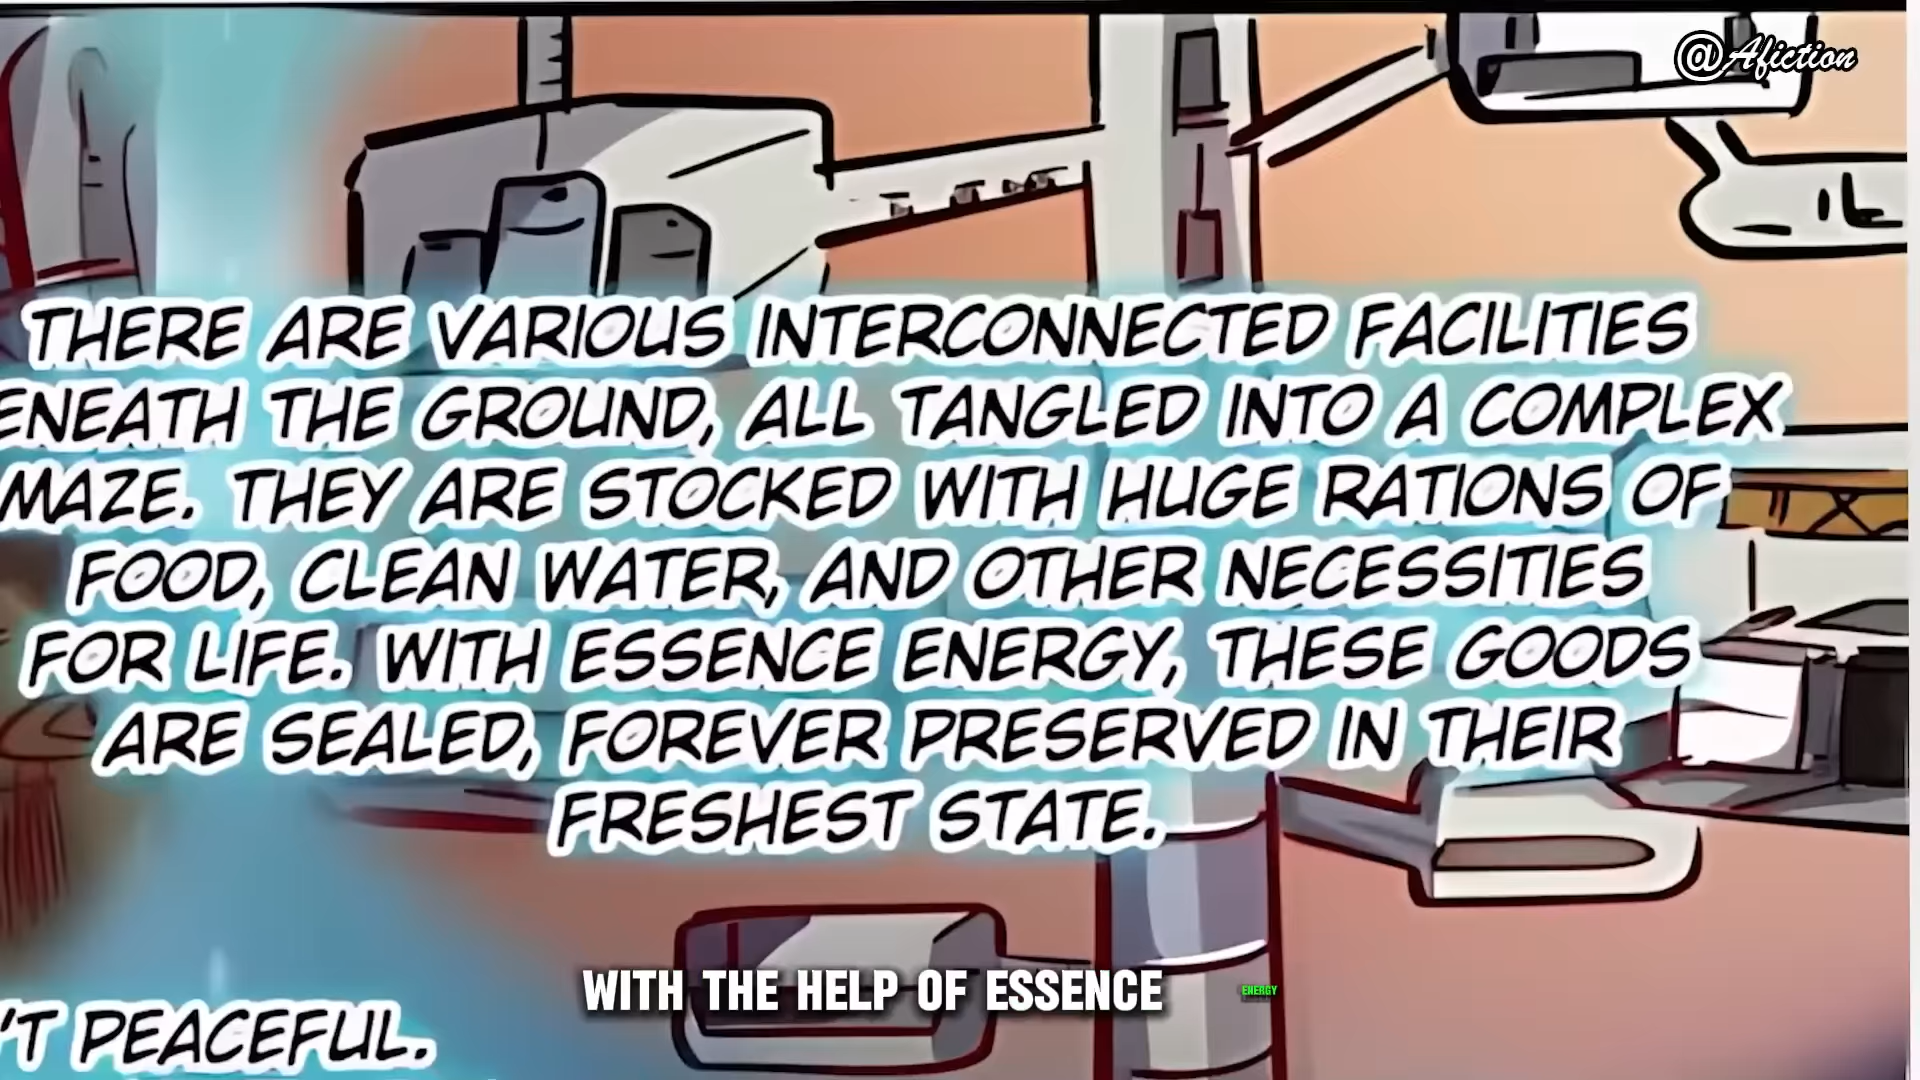 @Afiction
THERE ARE VARIOUS INTERCONNECTED FACILITIES
ENEATH THE GROUND, ALL TANGLED INTO A COMPLEX
MAZE. THEY ARE STOCKED WITH HUGE RATIONS OF
FOOD, CLEAN WATER, AND OTHER NECESSITIES
FOR LIFE. WITH ESSENCE ENERGY, THESE GOODS
ARE SEALED, FOREVER PRESERVED IN THEIR
FRESHEST STATE.
WITH THE HELP OF ESSENCE ENERGY
'T PEACEFUL.